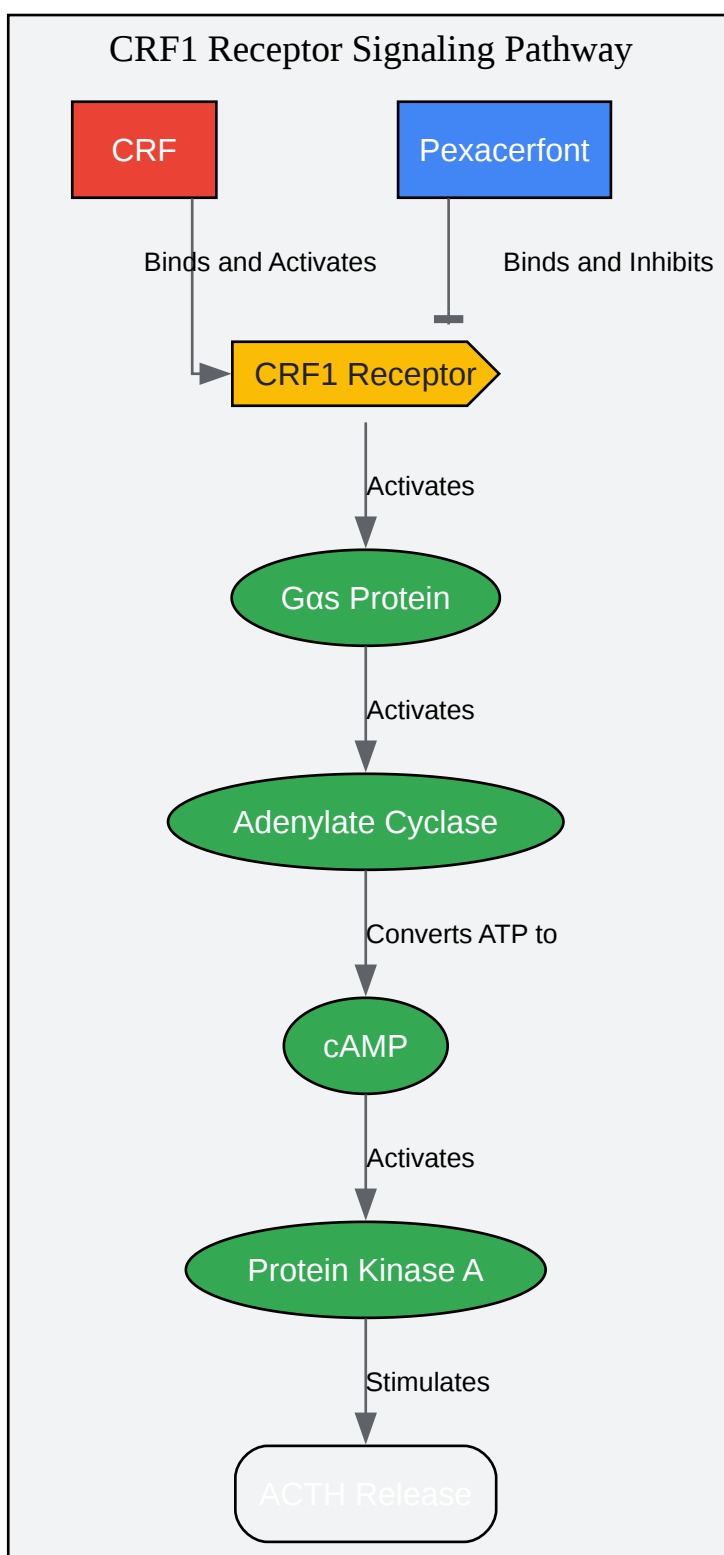 CRF1 Receptor Signaling Pathway
CRF
Pexacerfont
Binds and Activates
Binds and Inhibits
CRF1 Receptor
Activates
Gαs Protein
Activates
Adenylate Cyclase
Converts ATP to
cAMP
Activates
Protein Kinase A
Stimulates
ACTH Release